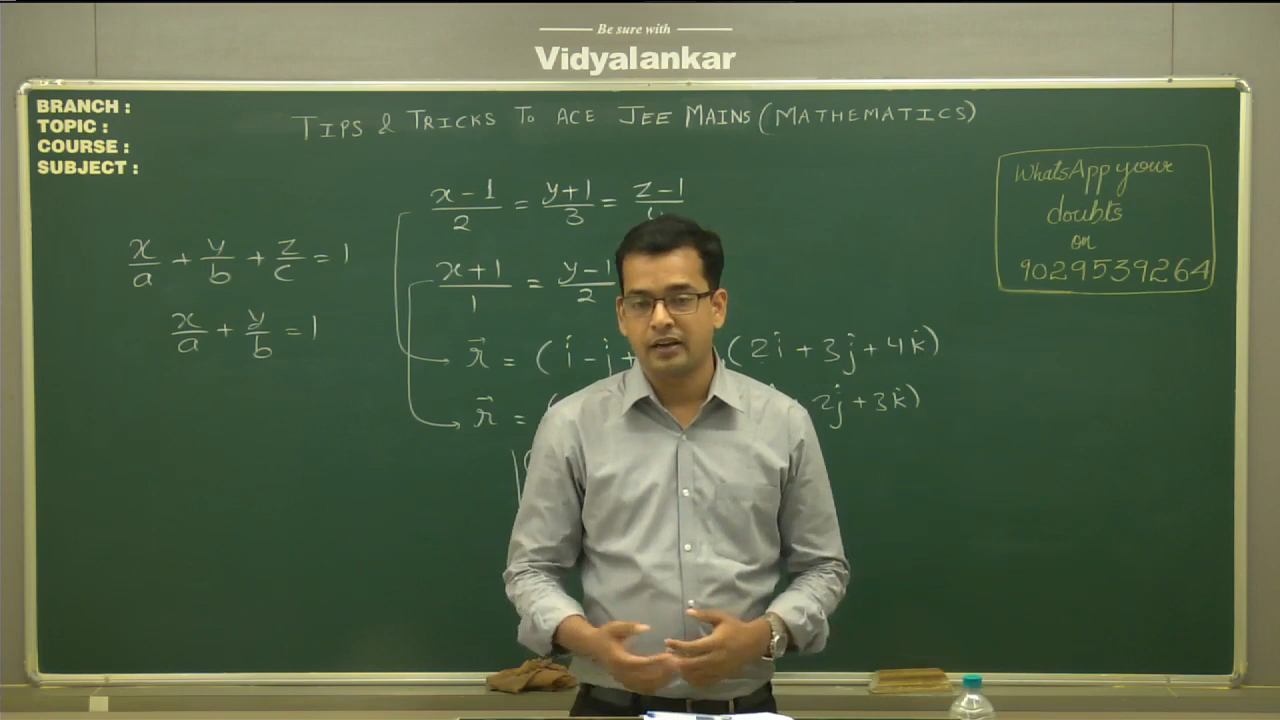 Be sure with
Vidyalankar
BRANCH :
TOPIC :
COURSE :
SUBJECT :
TIPS & TRICKS TO ACE JEE MAINS (MATHEMATICS)
WhatsApp your
doubts
on
9029539264
x/a + y/b + z/c = 1
x/a + y/b = 1
(x-1)/2 = (y+1)/3 = (z-1)/4
(x+1)/1 = (y-1)/2
r⃗ = (i - j + (2i + 3j + 4k)
r⃗ = ( 2j + 3k)